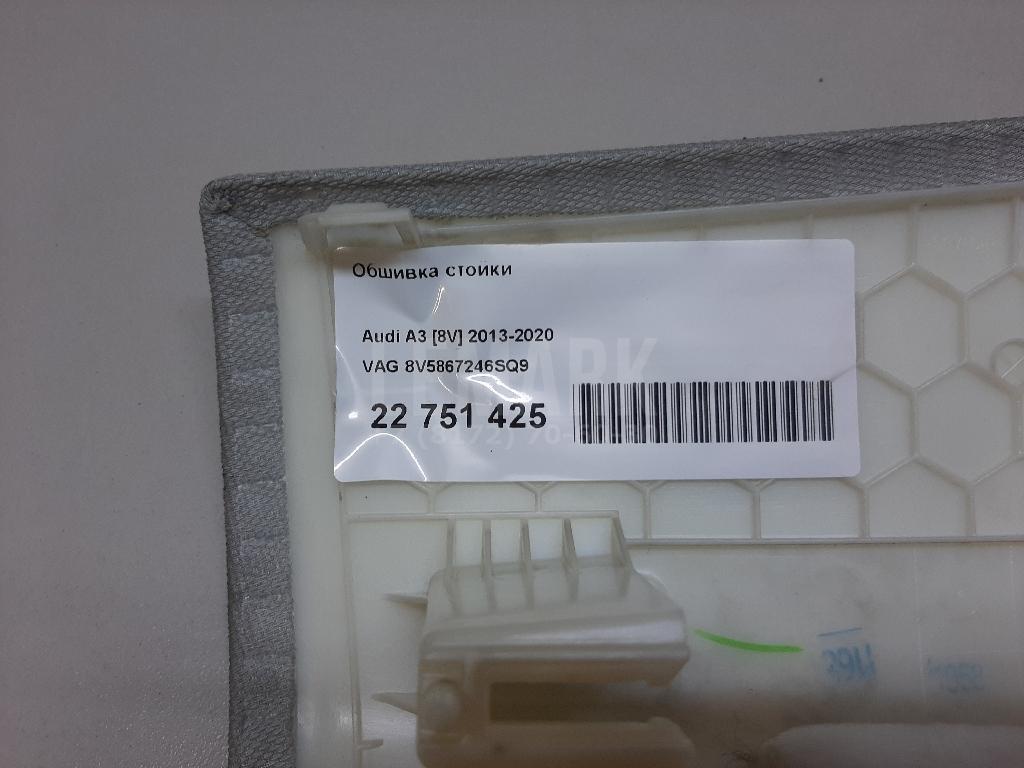 Обшивка стойки
Audi A3 [8V] 2013-2020
VAG 8V5867246SQ9
22 751 425